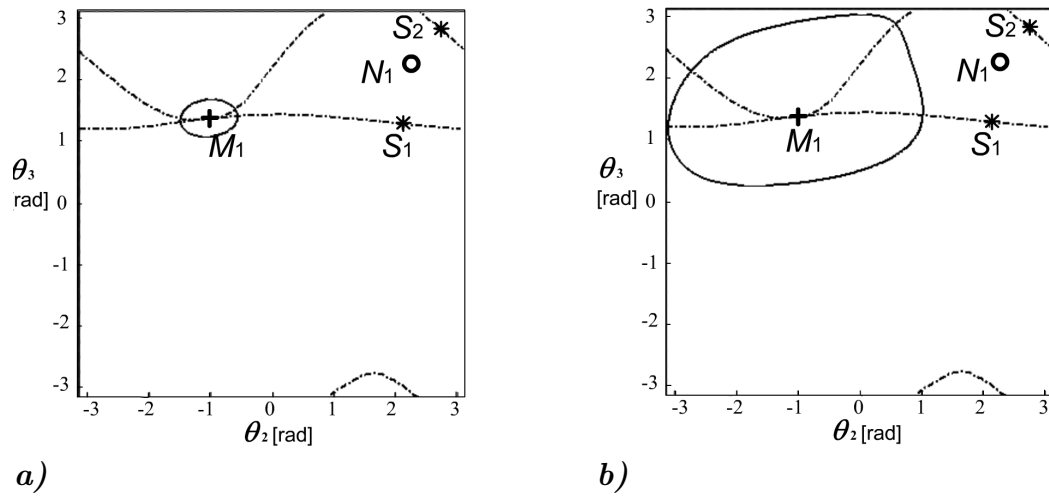 3
S2
2
N1
1
M1
S1
θ3
[rad]
0
-1
-2
-3
-3 -2 -1 0 1 2 3
θ2 [rad]
a)
3
S2
2
N1
1
M1
S1
θ3
[rad]
0
-1
-2
-3
-3 -2 -1 0 1 2 3
θ2 [rad]
b)